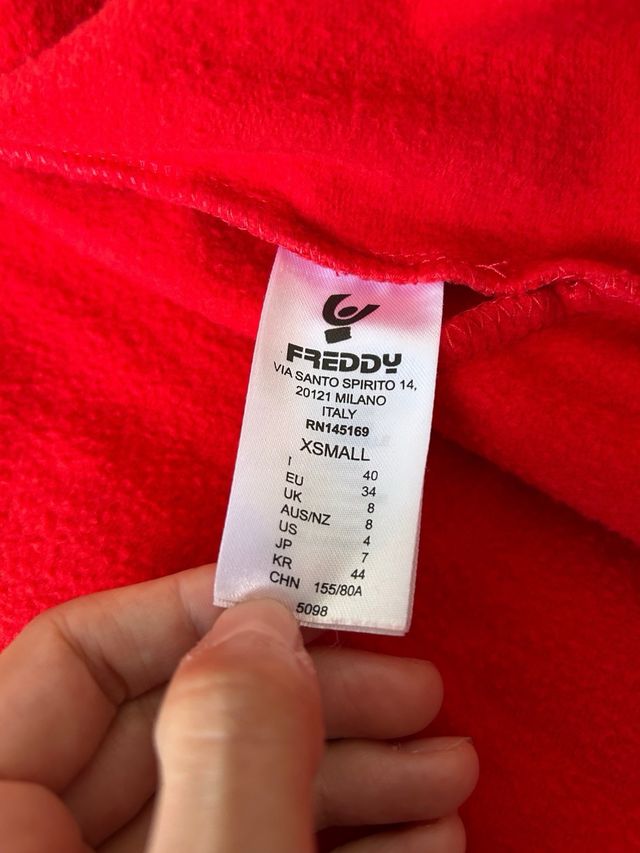 FREDDY
VIA SANTO SPIRITO 14,
20121 MILANO
ITALY
RN145169
XSMALL
I 40
EU 34
UK 8
AUS/NZ 8
US 4
JP 7
KR 44
CHN 155/80A
5098